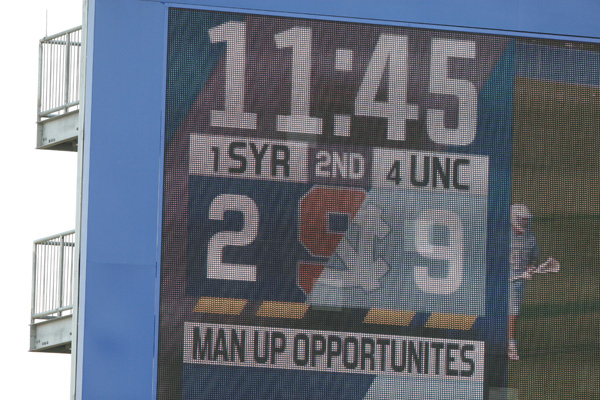 11:45
1 SYR 2ND 4 UNC
2 9
MAN UP OPPORTUNITES